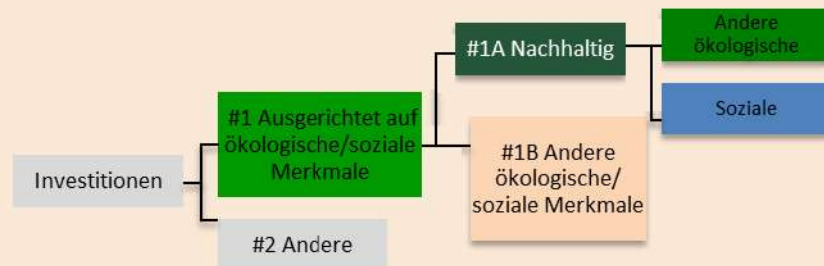 Investitionen
#1 Ausgerichtet auf
ökologische/soziale
Merkmale
#2 Andere
#1A Nachhaltig
#1B Andere
ökologische/
soziale Merkmale
Andere
ökologische
Soziale